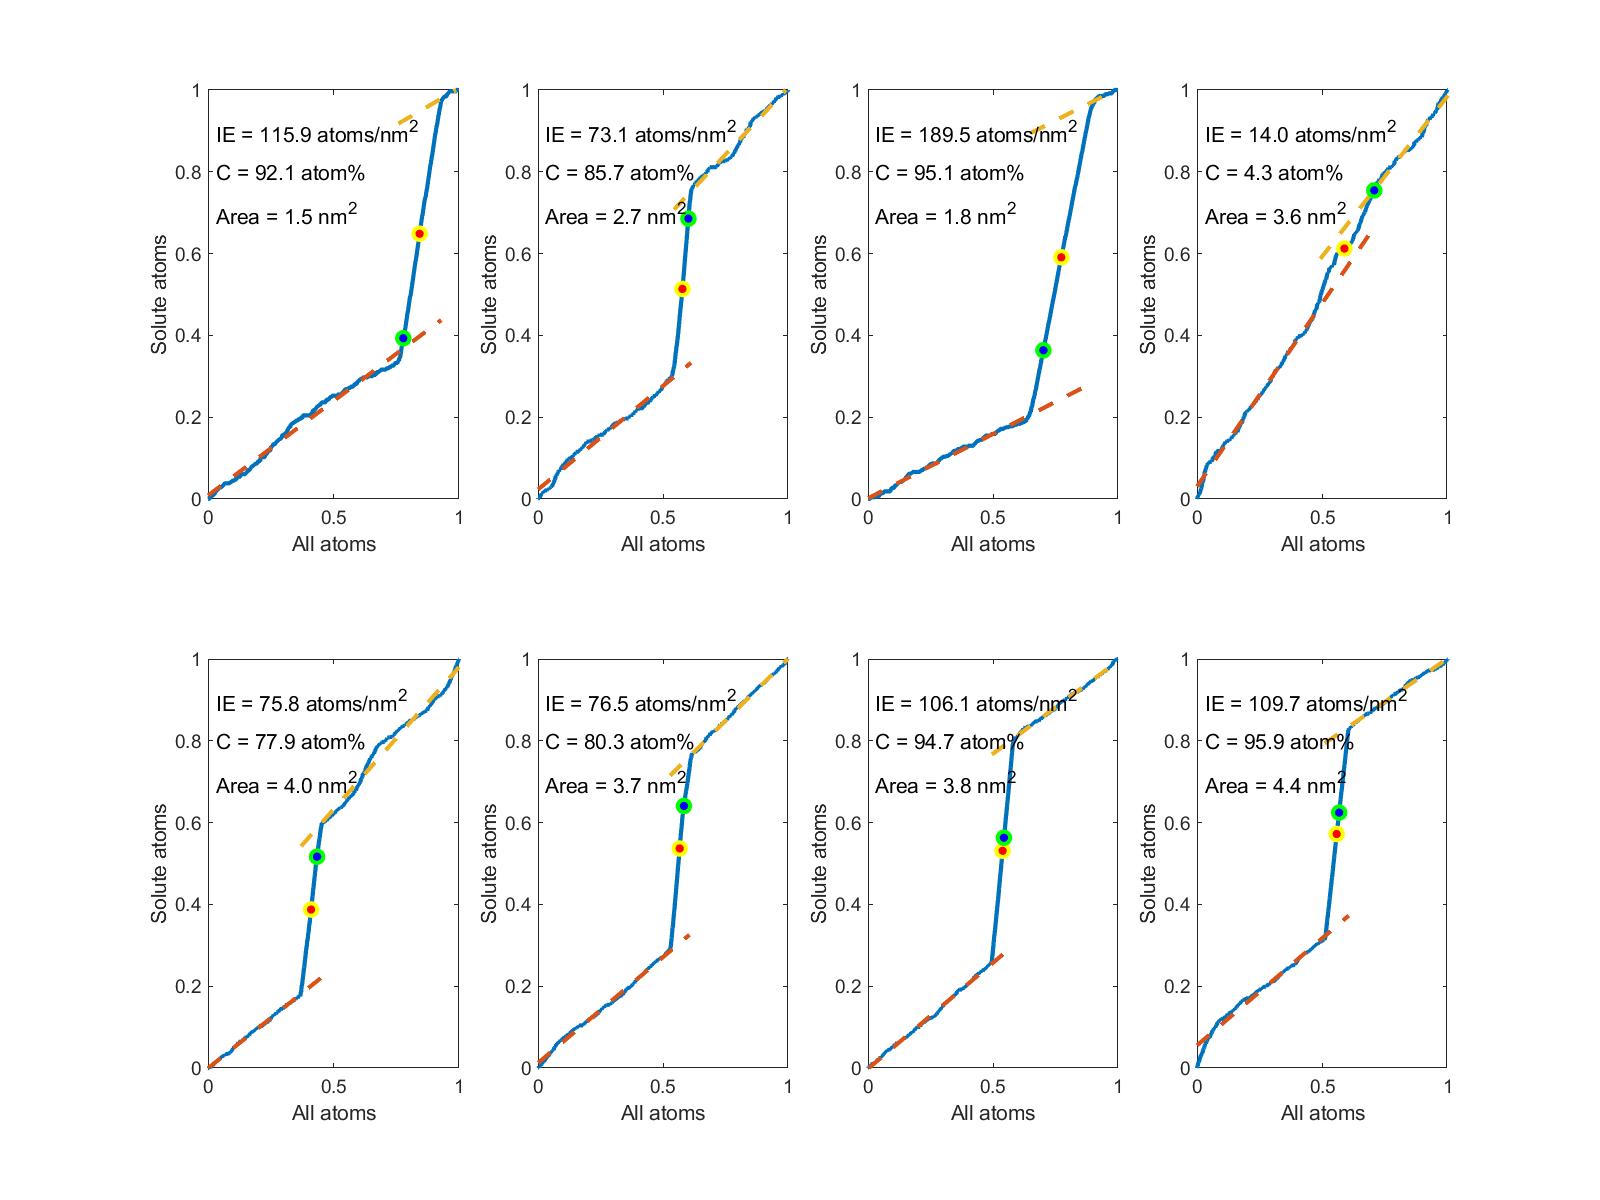 1
0.8
0.6
0.4
0.2
0
0
0.5
1
Solute atoms
All atoms
IE = 115.9 atoms/nm²
C = 92.1 atom%
Area = 1.5 nm²
1
0.8
0.6
0.4
0.2
0
0
0.5
1
Solute atoms
All atoms
IE = 73.1 atoms/nm²
C = 85.7 atom%
Area = 2.7 nm²
1
0.8
0.6
0.4
0.2
0
0
0.5
1
Solute atoms
All atoms
IE = 189.5 atoms/nm²
C = 95.1 atom%
Area = 1.8 nm²
1
0.8
0.6
0.4
0.2
0
0
0.5
1
Solute atoms
All atoms
IE = 14.0 atoms/nm²
C = 4.3 atom%
Area = 3.6 nm²
1
0.8
0.6
0.4
0.2
0
0
0.5
1
Solute atoms
All atoms
IE = 75.8 atoms/nm²
C = 77.9 atom%
Area = 4.0 nm²
1
0.8
0.6
0.4
0.2
0
0
0.5
1
Solute atoms
All atoms
IE = 76.5 atoms/nm²
C = 80.3 atom%
Area = 3.7 nm²
1
0.8
0.6
0.4
0.2
0
0
0.5
1
Solute atoms
All atoms
IE = 106.1 atoms/nm²
C = 94.7 atom%
Area = 3.8 nm²
1
0.8
0.6
0.4
0.2
0
0
0.5
1
Solute atoms
All atoms
IE = 109.7 atoms/nm²
C = 95.9 atom%
Area = 4.4 nm²